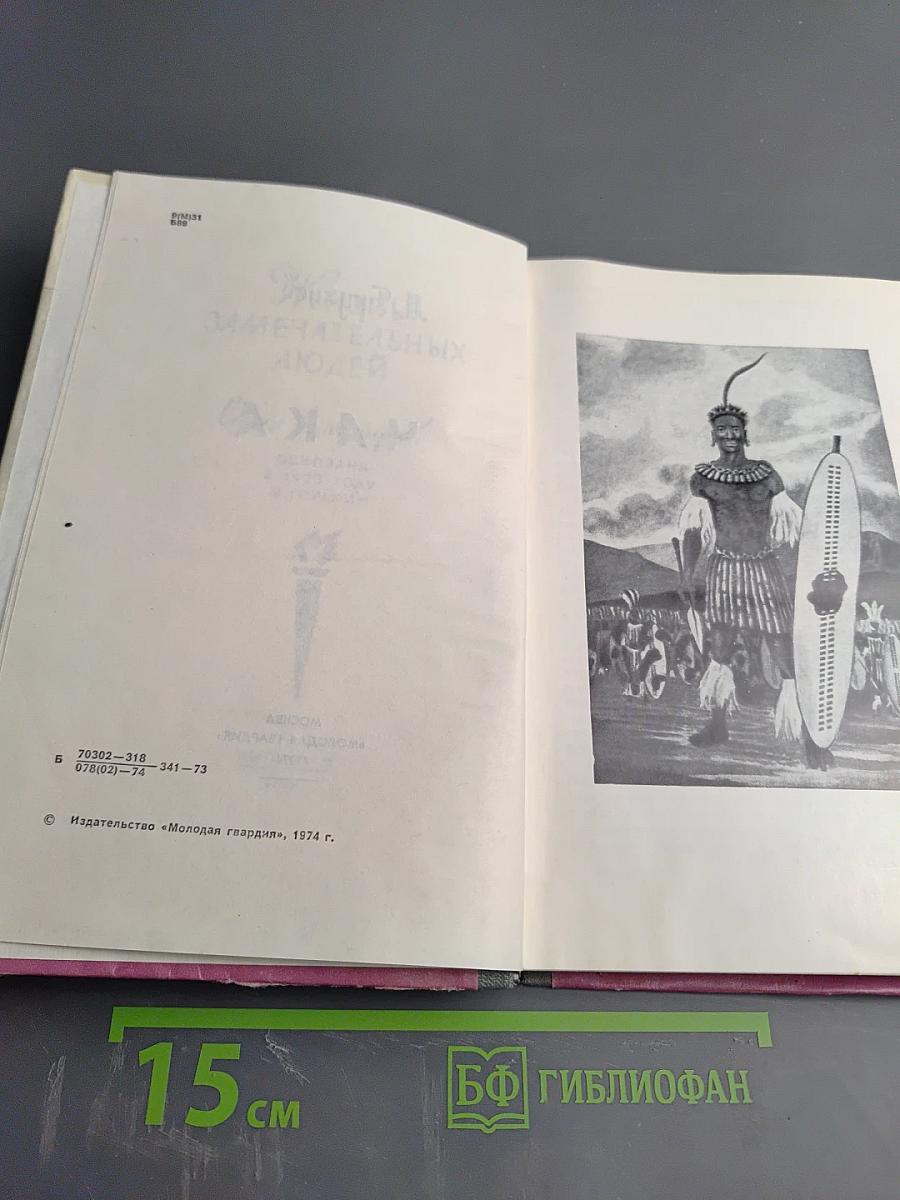 9(М)31
Б89
Б 70302—318
078(02)—74 —341—73
© Издательство «Молодая гвардия», 1974 г.
15 см
БФ ГИБЛИОФАН